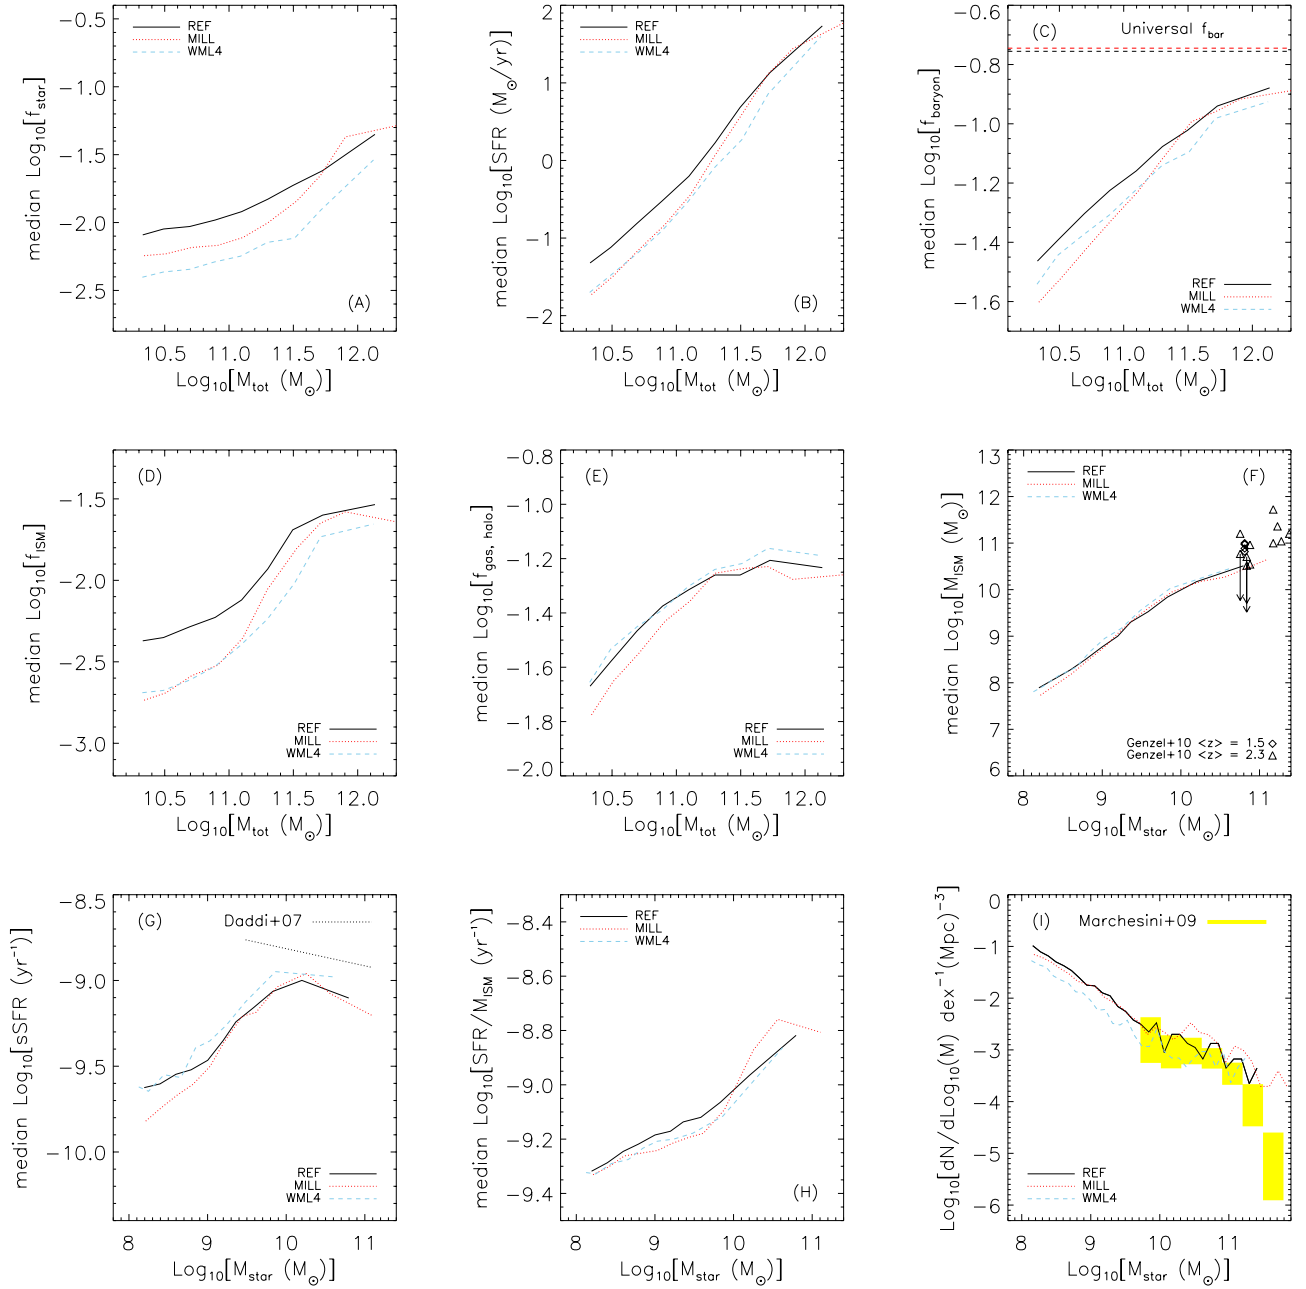 REF
MILL
WML4
−0.5
−1.0
−1.5
−2.0
−2.5
10.5 11.0 11.5 12.0
median Log10[fstar]
Log10[Mtot (M⊙)]
(A)
REF
MILL
WML4
2
1
0
−1
−2
10.5 11.0 11.5 12.0
median Log10[SFR (M⊙/yr)]
Log10[Mtot (M⊙)]
(B)
(C)
Universal fbar
−0.6
−0.8
−1.0
−1.2
−1.4
−1.6
10.5 11.0 11.5 12.0
median Log10[fbaryon]
Log10[Mtot (M⊙)]
REF
MILL
WML4
(D)
−1.5
−2.0
−2.5
−3.0
10.5 11.0 11.5 12.0
median Log10[fISM]
Log10[Mtot (M⊙)]
REF
MILL
WML4
(E)
−0.8
−1.0
−1.2
−1.4
−1.6
−1.8
−2.0
10.5 11.0 11.5 12.0
median Log10[fgas, halo]
Log10[Mtot (M⊙)]
REF
MILL
WML4
REF
MILL
WML4
(F)
13
12
11
10
9
8
7
6
8 9 10 11
median Log10[MISM (M⊙)]
Log10[Mstar (M⊙)]
Genzel+10 <z> = 1.5 ◇
Genzel+10 <z> = 2.3 △
(G)
Daddi+07
−8.5
−9.0
−9.5
−10.0
8 9 10 11
median Log10[sSFR (yr−1)]
Log10[Mstar (M⊙)]
REF
MILL
WML4
REF
MILL
WML4
−8.4
−8.6
−8.8
−9.0
−9.2
−9.4
8 9 10 11
median Log10[SFR/MISM (yr−1)]
Log10[Mstar (M⊙)]
(H)
(I)
Marchesini+09
0
−1
−2
−3
−4
−5
−6
8 9 10 11
Log10[dN/dLog10(M) dex−1(Mpc)−3]
Log10[Mstar (M⊙)]
REF
MILL
WML4